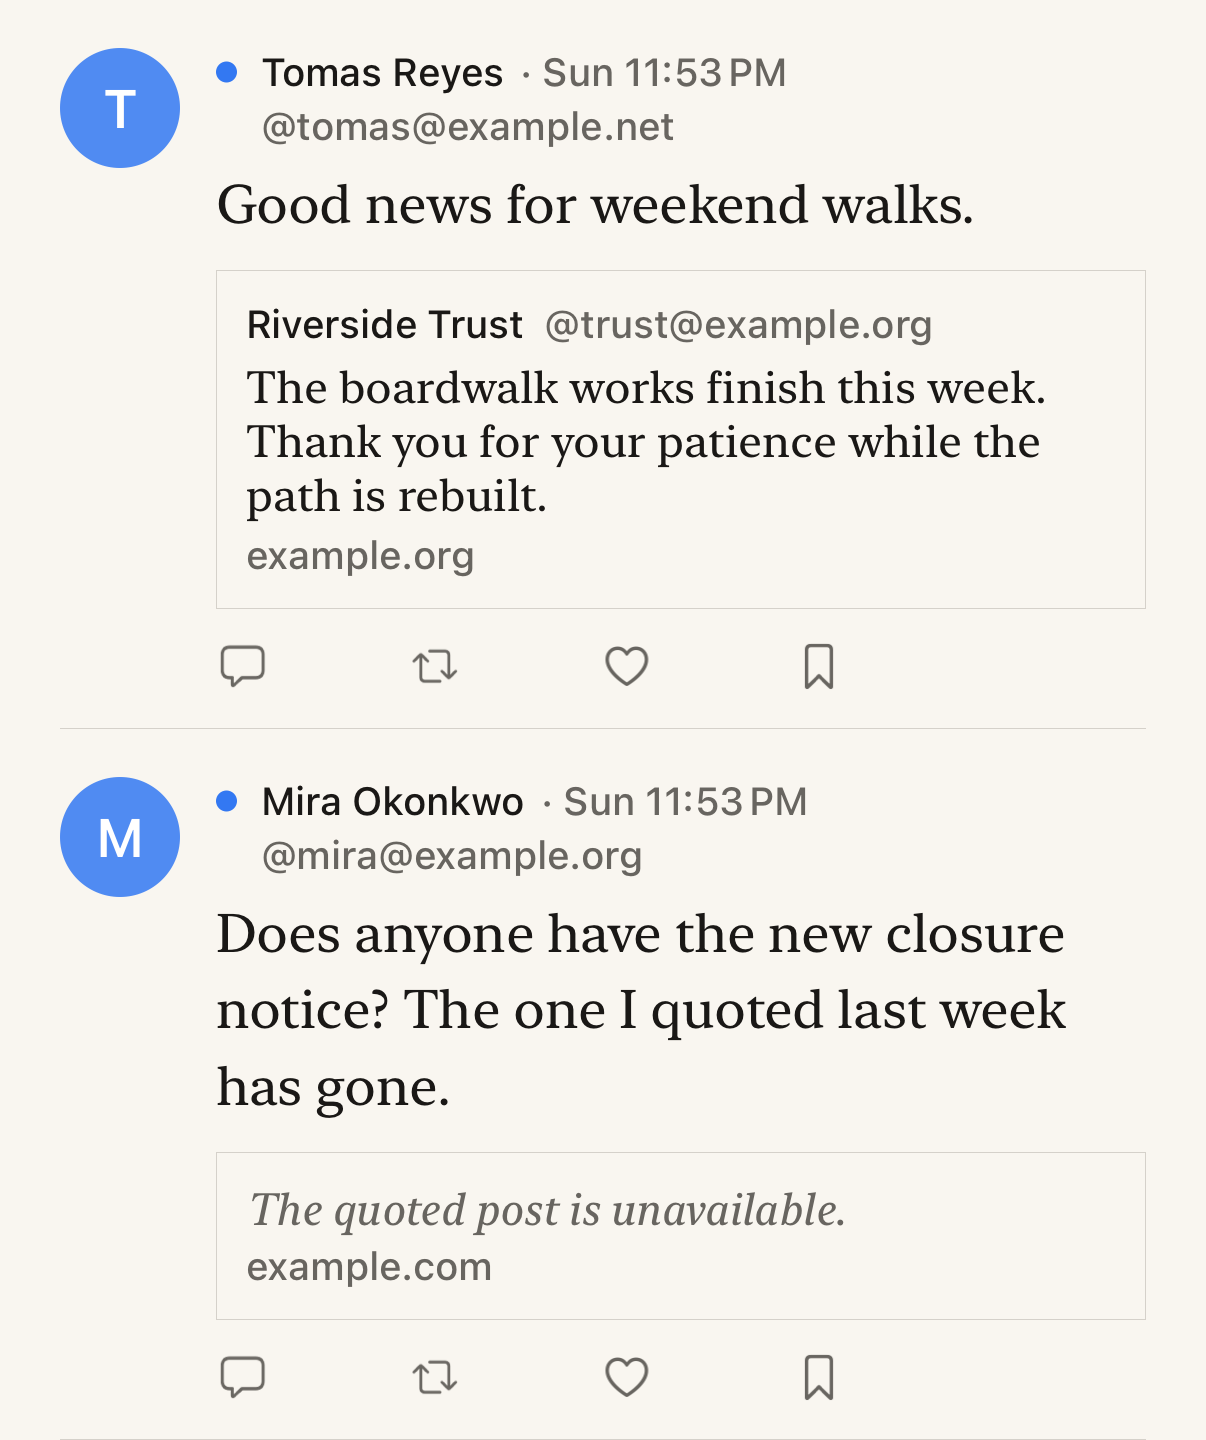 T
Tomas Reyes · Sun 11:53 PM
@tomas@example.net
Good news for weekend walks.
Riverside Trust @trust@example.org
The boardwalk works finish this week.
Thank you for your patience while the
path is rebuilt.
example.org
M
Mira Okonkwo · Sun 11:53 PM
@mira@example.org
Does anyone have the new closure
notice? The one I quoted last week
has gone.
The quoted post is unavailable.
example.com